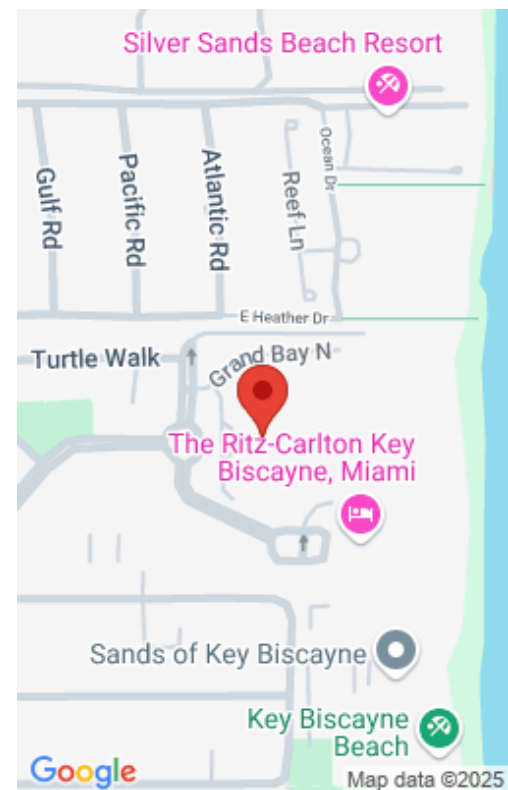 Silver Sands Beach Resort
Gulf Rd
Pacific Rd
Atlantic Rd
Reef Ln
Ocean Dr
E Heather Dr
Turtle Walk
Grand Bay N
The Ritz-Carlton Key
Biscayne, Miami
Sands of Key Biscayne
Key Biscayne
Beach
Google
Map data ©2025